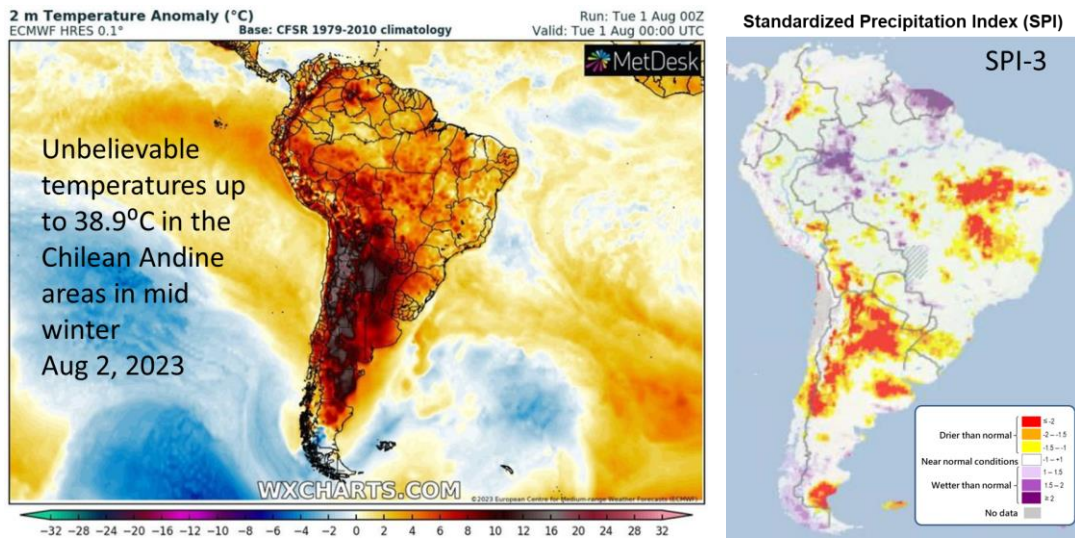 2 m Temperature Anomaly (°C)
Run: Tue 1 Aug 00Z
ECMWF HRES 0.1°
Base: CFSR 1979-2010 climatology
Valid: Tue 1 Aug 00:00 UTC
MetDesk
Unbelievable
temperatures up
to 38.9⁰C in the
Chilean Andine
areas in mid
winter
Aug 2, 2023
WXCHARTS.COM
©2023 European Centre for Medium-range Weather Forecasts (ECMWF)
−32 −28 −24 −20 −16 −12 −10 −8 −6 −4 −2 0 2 4 6 8 10 12 16 20 24 28 32
Standardized Precipitation Index (SPI)
SPI-3
Drier than normal
≤ -2
-2 – -1.5
-1.5 – -1
Near normal conditions
-1 – +1
Wetter than normal
1 – 1.5
1.5 – 2
≥ 2
No data